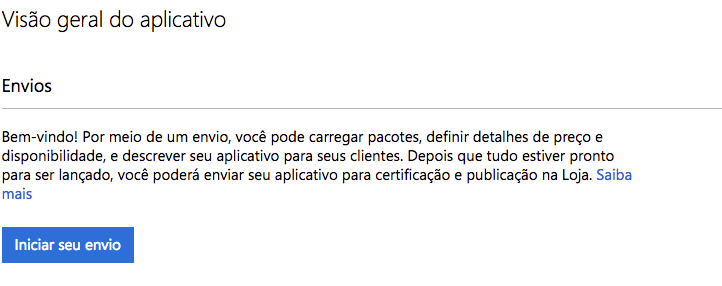 Visão geral do aplicativo
Envios
Bem-vindo! Por meio de um envio, você pode carregar pacotes, definir detalhes de preço e
disponibilidade, e descrever seu aplicativo para seus clientes. Depois que tudo estiver pronto
para ser lançado, você poderá enviar seu aplicativo para certificação e publicação na Loja. Saiba
mais
Iniciar seu envio